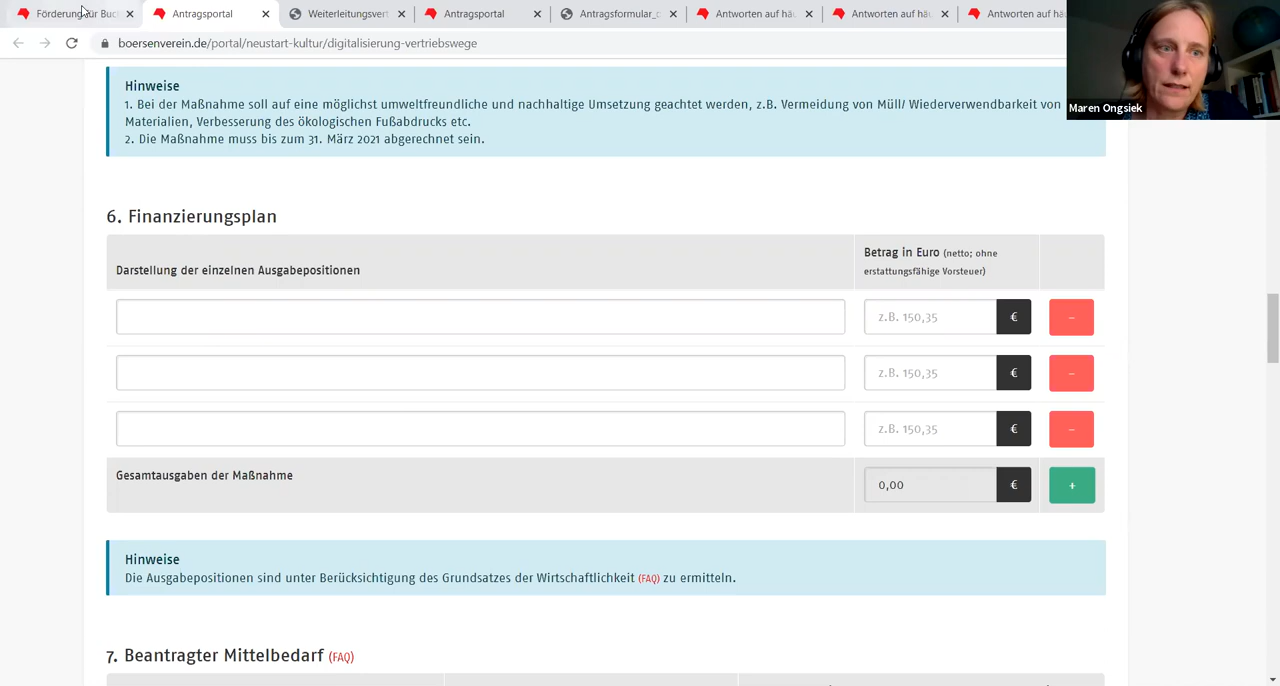 Förderung für Buch
Antragsportal
Weiterleitungsvert
Antragsportal
Antragsformular_d
Antworten auf häu
Antworten auf häu
Antworten auf häu
boersenverein.de/portal/neustart-kultur/digitalisierung-vertriebswege
Maren Ongsiek
Hinweise
1. Bei der Maßnahme soll auf eine möglichst umweltfreundliche und nachhaltige Umsetzung geachtet werden, z.B. Vermeidung von Müll/ Wiederverwendbarkeit von
Materialien, Verbesserung des ökologischen Fußabdrucks etc.
2. Die Maßnahme muss bis zum 31. März 2021 abgerechnet sein.
6. Finanzierungsplan
Darstellung der einzelnen Ausgabepositionen
Betrag in Euro (netto; ohne
erstattungsfähige Vorsteuer)
z.B. 150,35 € –
z.B. 150,35 € –
z.B. 150,35 € –
Gesamtausgaben der Maßnahme
0,00 € +
Hinweise
Die Ausgabepositionen sind unter Berücksichtigung des Grundsatzes der Wirtschaftlichkeit (FAQ) zu ermitteln.
7. Beantragter Mittelbedarf (FAQ)